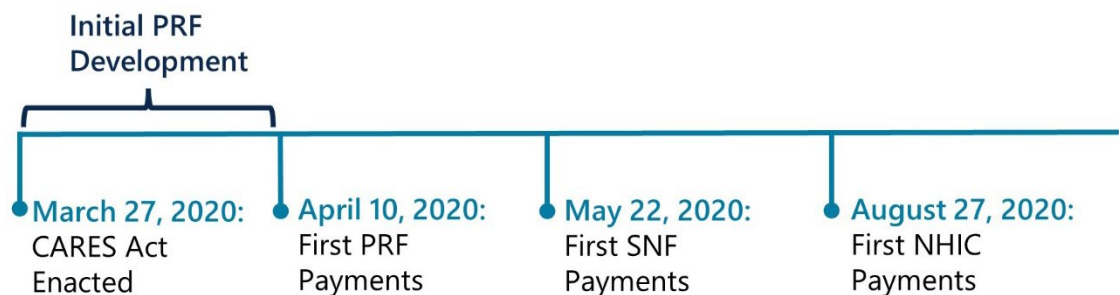 Initial PRF
Development
March 27, 2020:
CARES Act
Enacted
April 10, 2020:
First PRF
Payments
May 22, 2020:
First SNF
Payments
August 27, 2020:
First NHIC
Payments